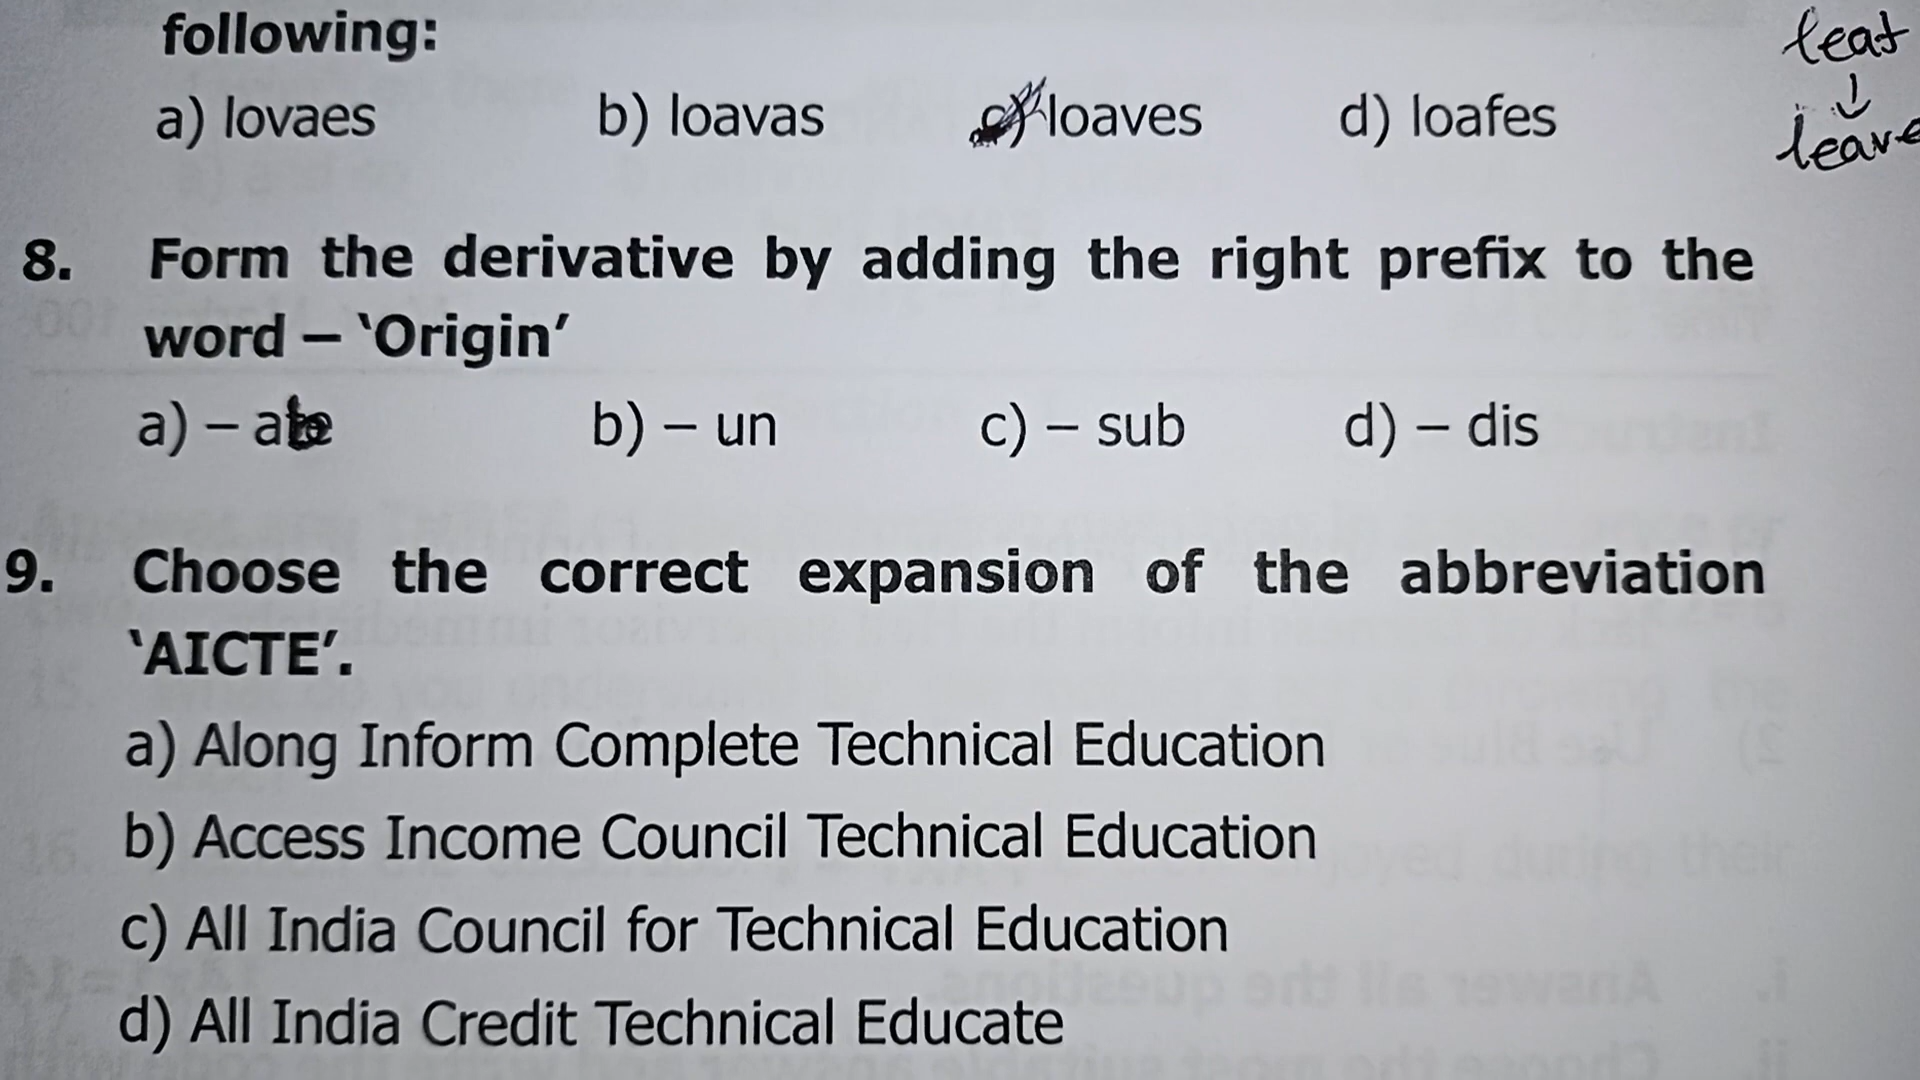 following:
a) lovaes b) loavas c) loaves d) loafes
leaf
↓
leave
8. Form the derivative by adding the right prefix to the
word – ‘Origin’
a) – ate b) – un c) – sub d) – dis
9. Choose the correct expansion of the abbreviation
‘AICTE’.
a) Along Inform Complete Technical Education
b) Access Income Council Technical Education
c) All India Council for Technical Education
d) All India Credit Technical Educate